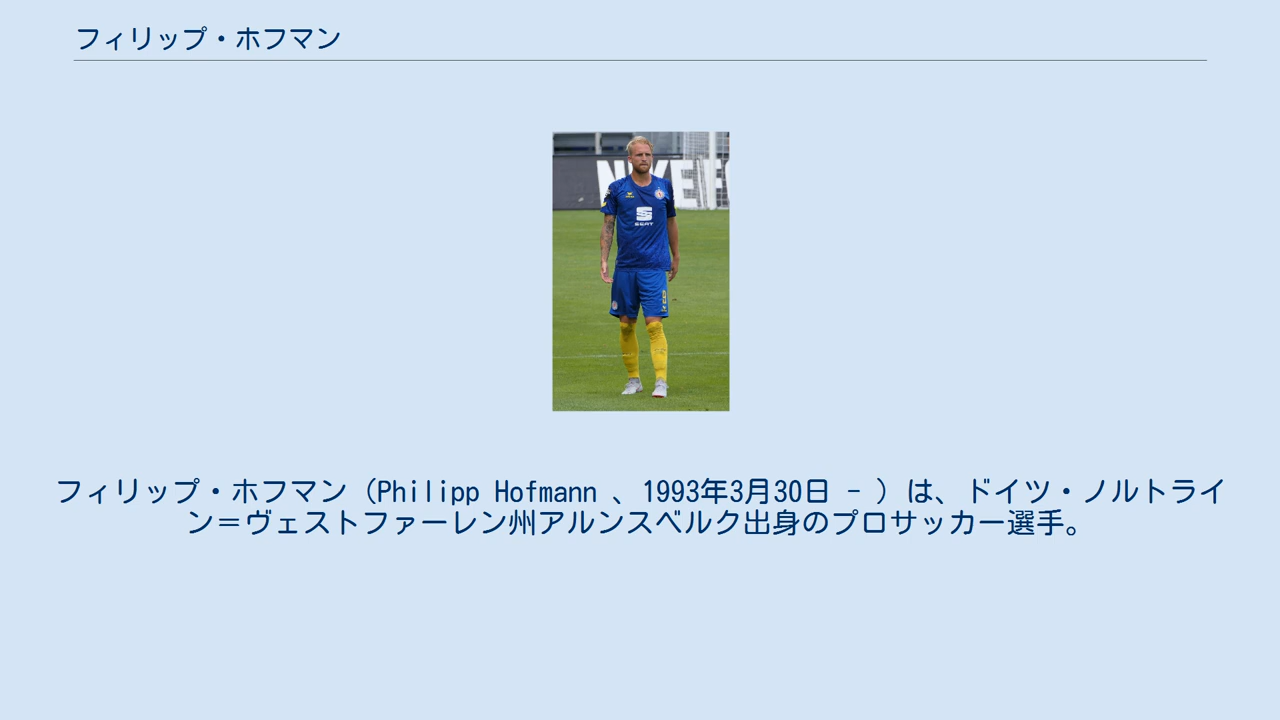 フィリップ・ホフマン
NIKEFO
SEAT
フィリップ・ホフマン（Philipp Hofmann 、1993年3月30日 - ）は、ドイツ・ノルトライ
ン＝ヴェストファーレン州アルンスベルク出身のプロサッカー選手。